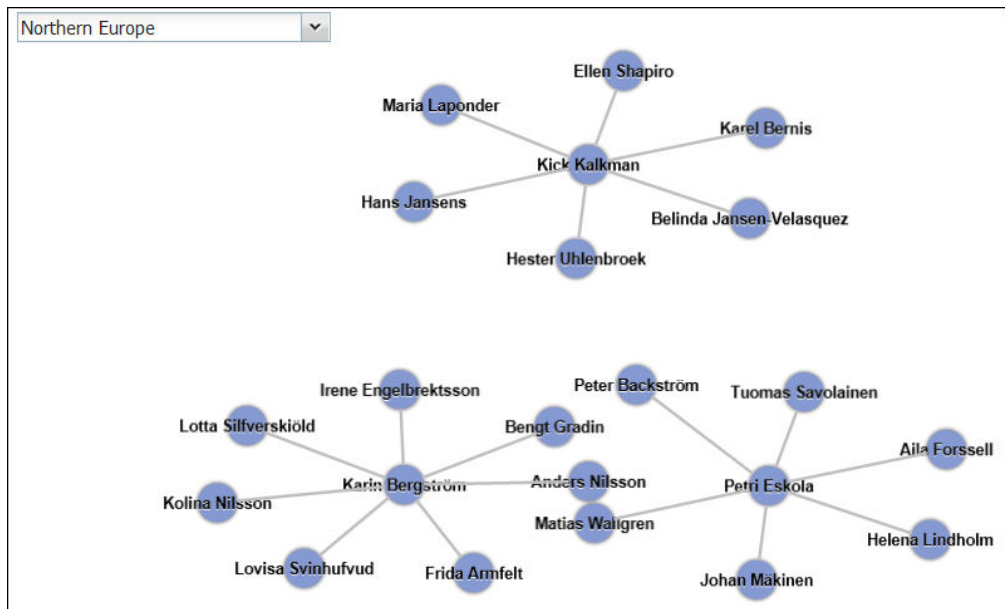 Northern Europe
Ellen Shapiro
Maria Laponder
Karel Bernis
Kick Kalkman
Hans Jansens
Belinda Jansen-Velasquez
Hester Uhlenbroek
Irene Engelbrektsson
Peter Backström
Tuomas Savolainen
Lotta Silfverskiöld
Bengt Gradin
Aila Forssell
Karin Bergström
Anders Nilsson
Petri Eskola
Kolina Nilsson
Matias Wallgren
Helena Lindholm
Lovisa Svinhufvud
Frida Armfelt
Johan Mäkinen